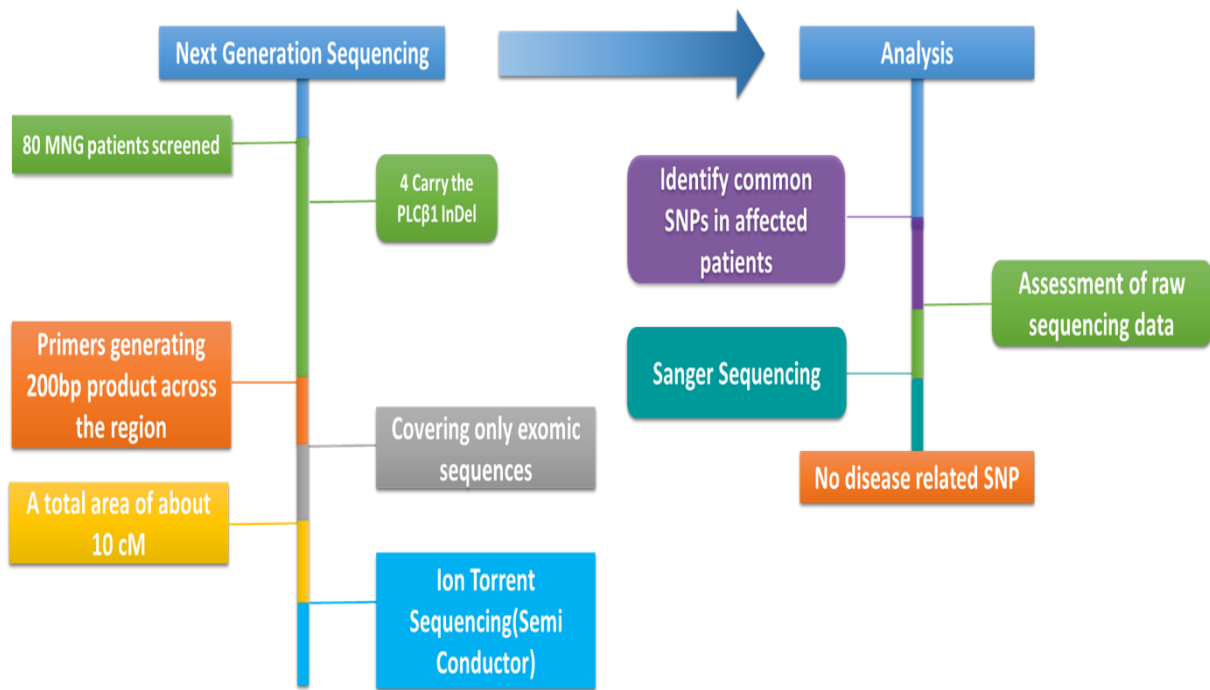 Next Generation Sequencing
80 MNG patients screened
4 Carry the
PLCβ1 InDel
Primers generating
200bp product across
the region
Covering only exomic
sequences
A total area of about
10 cM
Ion Torrent
Sequencing(Semi
Conductor)
Analysis
Identify common
SNPs in affected
patients
Assessment of raw
sequencing data
Sanger Sequencing
No disease related SNP